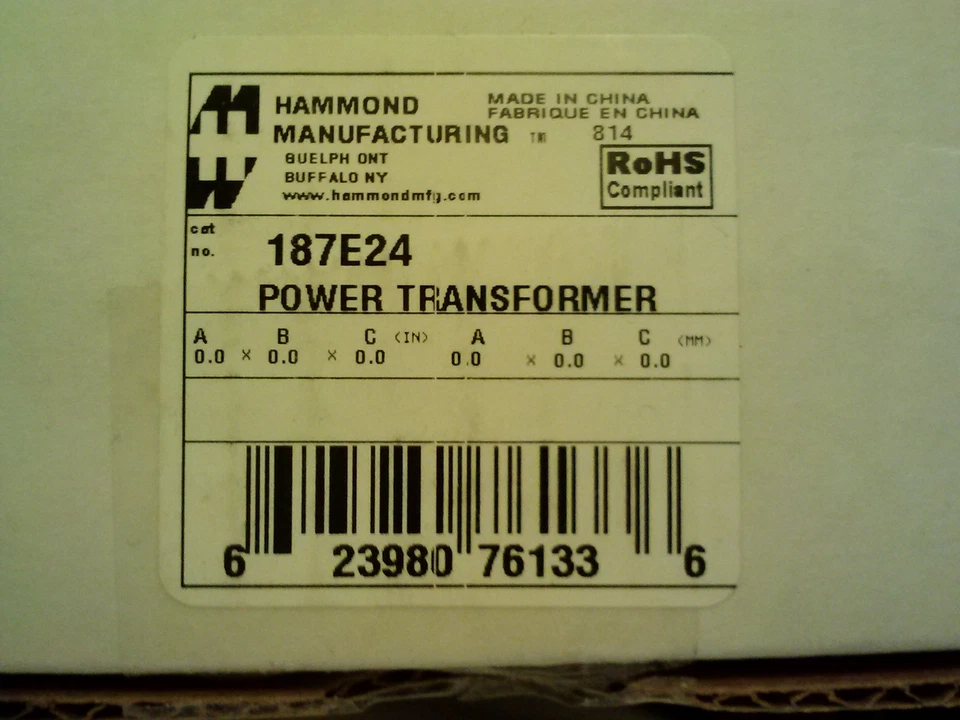 HAMMOND
MANUFACTURING ™
GUELPH ONT
BUFFALO NY
www.hammondmfg.com
MADE IN CHINA
FABRIQUE EN CHINA
814
RoHS
Compliant
cat
no.
187E24
POWER TRANSFORMER
A B C (IN) A B C (MM)
0.0 × 0.0 × 0.0 0.0 × 0.0 × 0.0
6 23980 76133 6